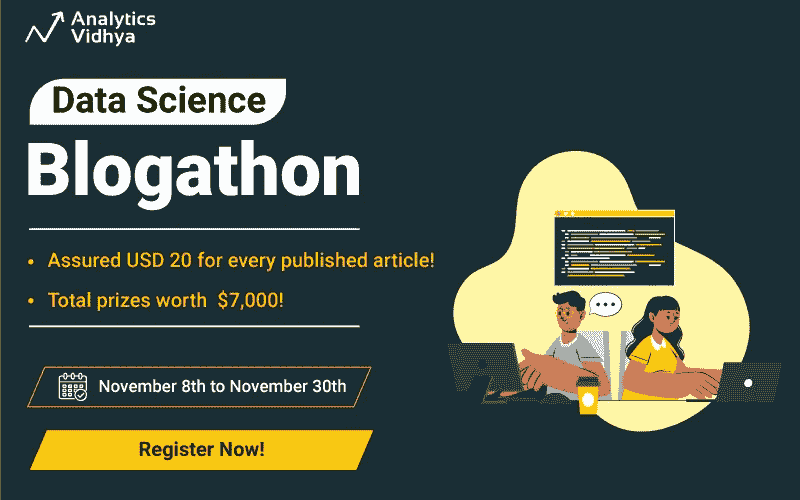 Analytics
Vidhya
Data Science
Blogathon
• Assured USD 20 for every published article!
• Total prizes worth $7,000!
November 8th to November 30th
Register Now!